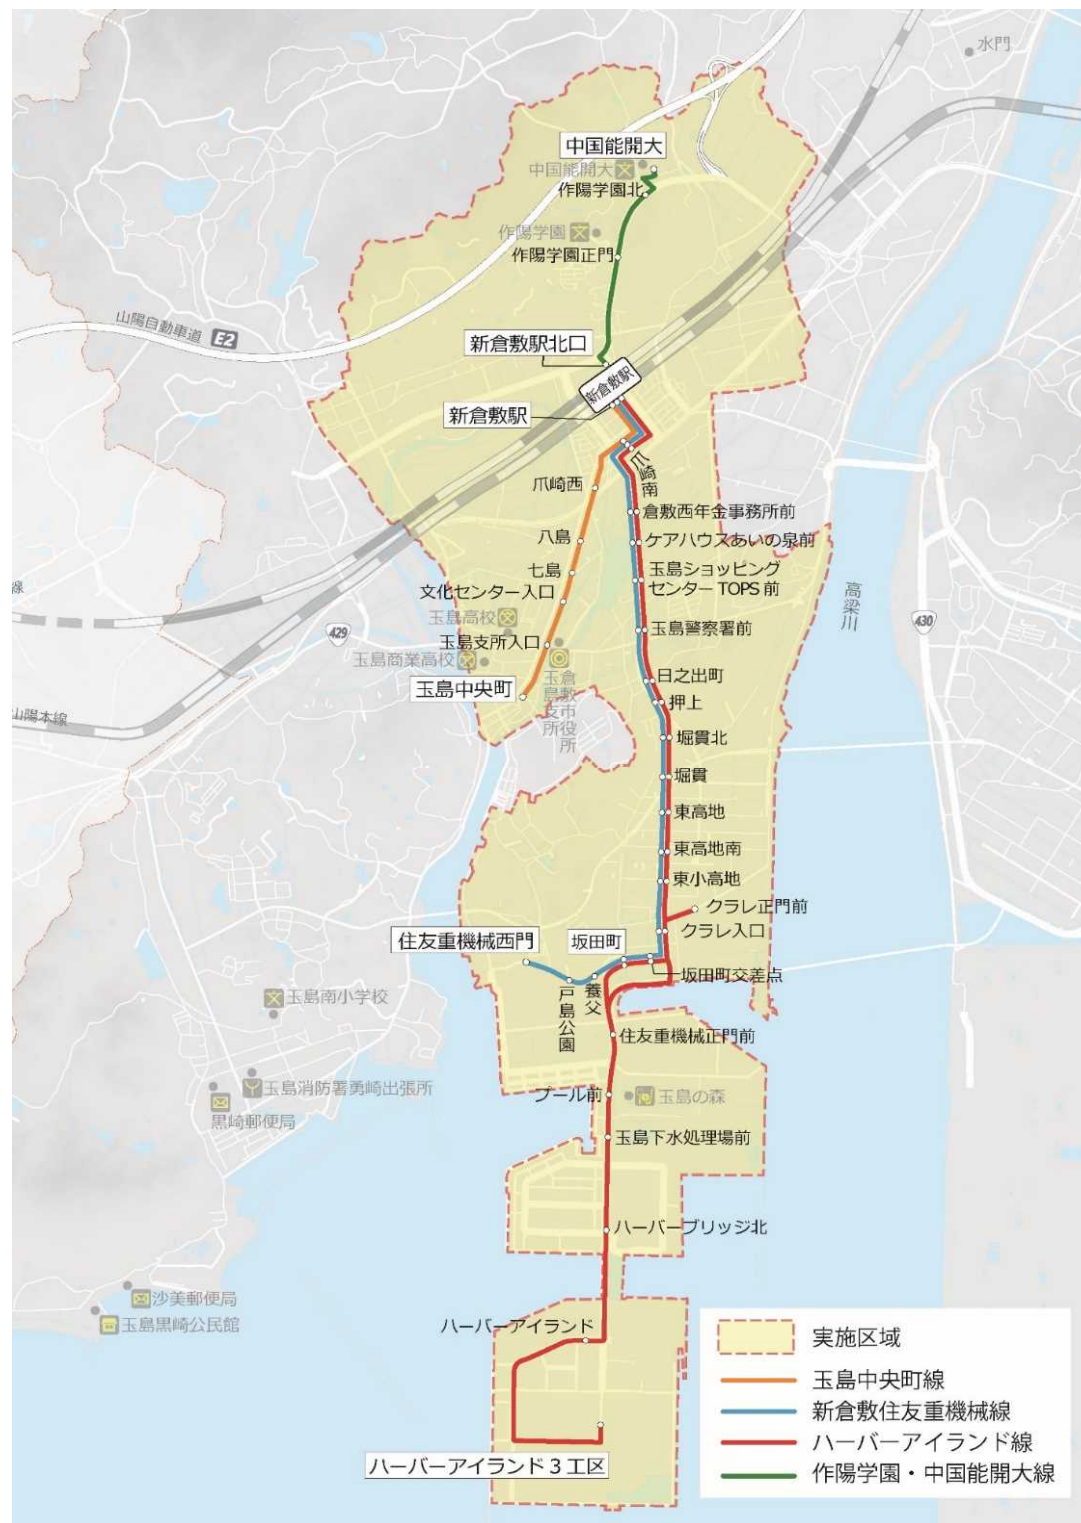 水門
中国能開大
中国能開大
作陽学園北
作陽学園
作陽学園正門
山陽自動車道 E2
新倉敷駅北口
新倉敷駅
新倉敷駅
爪崎南
爪崎西
倉敷西年金事務所前
八島
ケアハウスあいの泉前
七島
玉島ショッピング
センター TOPS 前
文化センター入口
高梁川
430
線
玉島高校
429
玉島支所入口
玉島警察署前
玉島商業高校
倉敷市役所
玉島支所
玉島中央町
日之出町
押上
山陽本線
堀貫北
堀貫
東高地
東高地南
東小高地
クラレ正門前
クラレ入口
住友重機械西門
坂田町
坂田町交差点
養父
戸島公園
玉島南小学校
住友重機械正門前
玉島消防署勇崎出張所
プール前
玉島の森
黒崎郵便局
玉島下水処理場前
ハーバーブリッジ北
沙美郵便局
玉島黒崎公民館
ハーバーアイランド
ハーバーアイランド3工区
実施区域
玉島中央町線
新倉敷住友重機械線
ハーバーアイランド線
作陽学園・中国能開大線